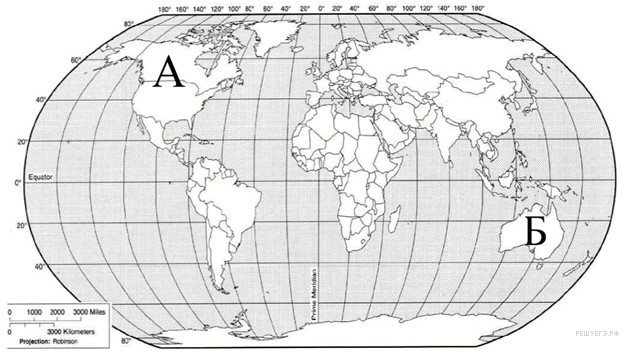 180° 160° 140° 120° 100° 80° 60° 40° 20° 0° 20° 40° 60° 80° 100° 120° 140° 160° 180°
80°
60°
А
40°
20°
Equator
0°
20°
Б
40°
Prime Meridian
0 1000 2000 3000 Miles
0 3000 Kilometers
Projection: Robinson
80°
РЕШУЕГЭ.РФ